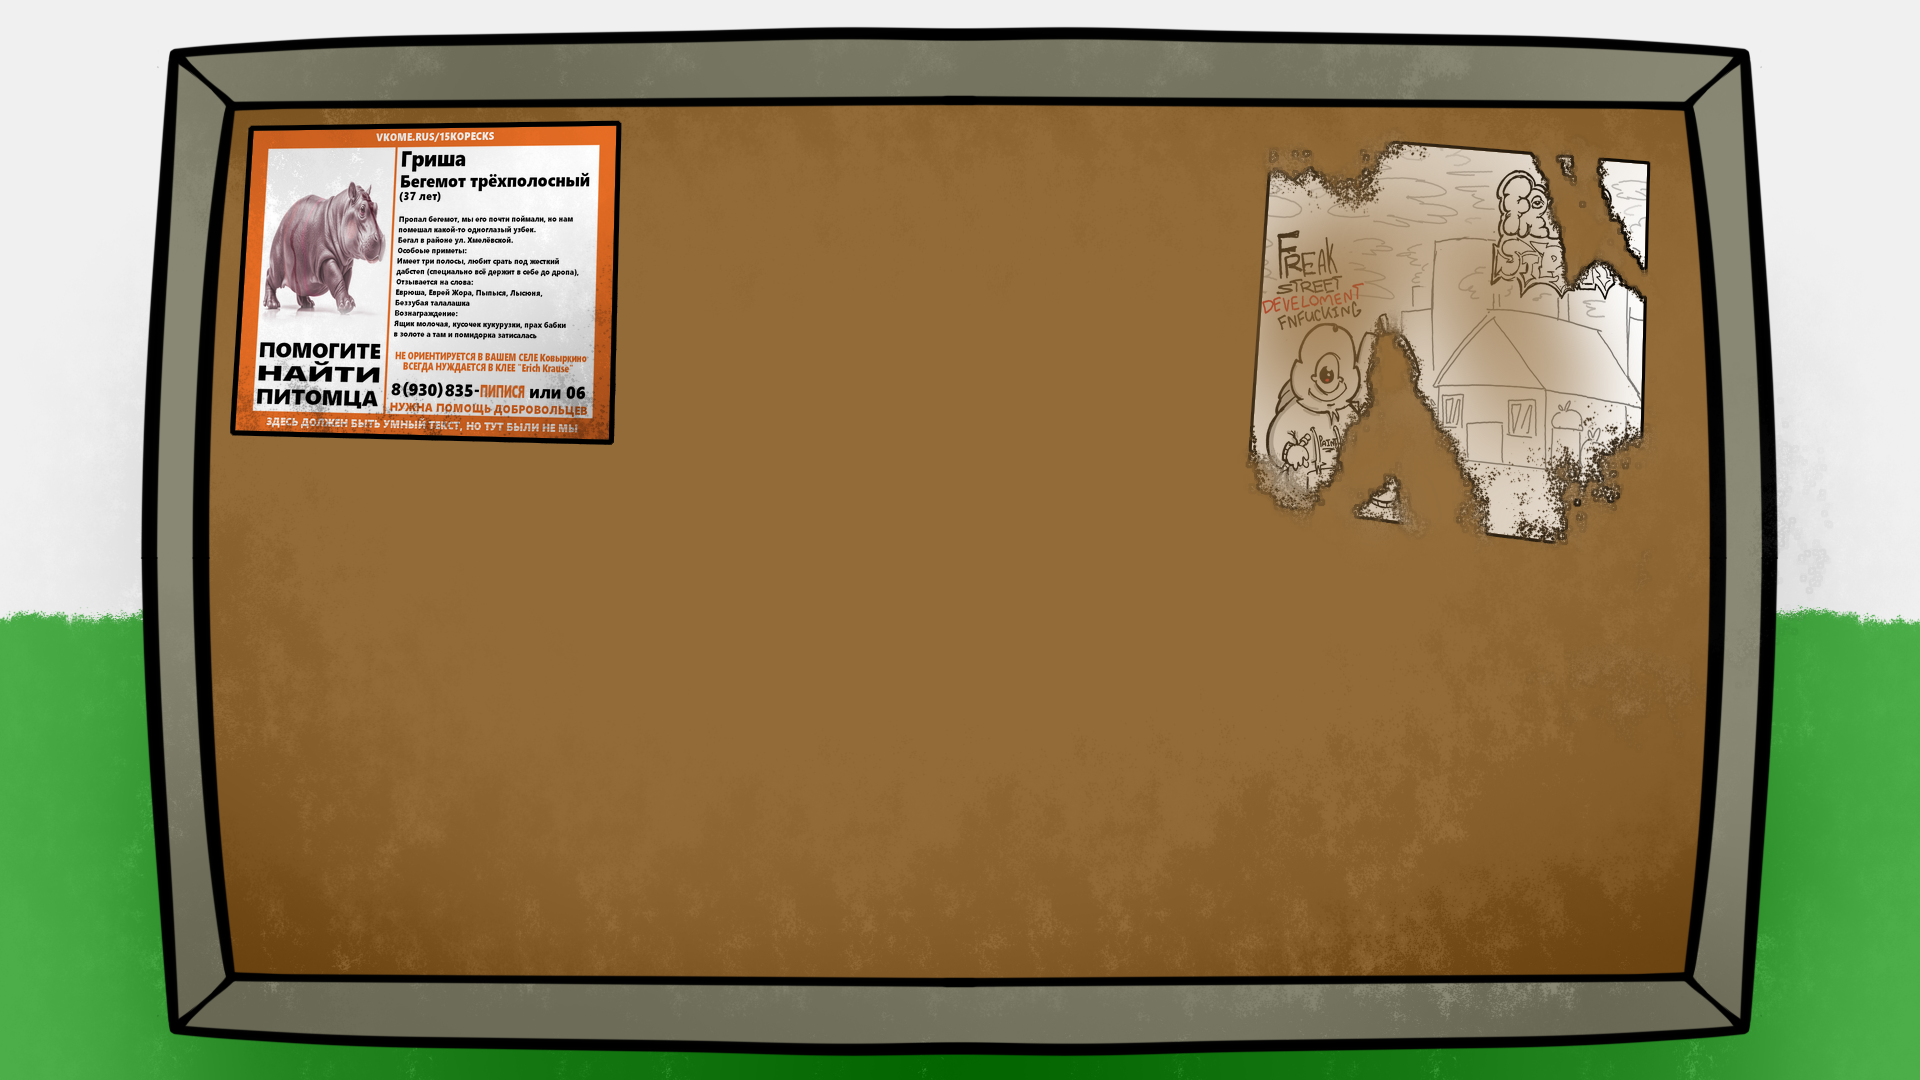 VKOME.RUS/15KOPECKS
Гриша
Бегемот трёхполосный
(37 лет)
Пропал бегемот, мы его почти поймали, но нам
помешал какой-то одноглазый узбек.
Бегал в районе ул. Хмелёвской.
Особоые приметы:
Имеет три полосы, любит срать под жесткий
дабстеп (специально всё держит в себе до дропа),
Отзывается на слова:
Еврюша, Еврей Жора, Пыпыся, Лысюня,
Беззубая талалашка
Вознаграждение:
Ящик молочая, кусочек кукурузки, прах бабки
в золоте а там и помидорка затисалась
ПОМОГИТЕ
НАЙТИ
ПИТОМЦА
НЕ ОРИЕНТИРУЕТСЯ В ВАШЕМ СЕЛЕ Ковыркино
ВСЕГДА НУЖДАЕТСЯ В КЛЕЕ "Erich Krause"
8(930)835-ПИПИСЯ или 06
НУЖНА ПОМОЩЬ ДОБРОВОЛЬЦЕВ
ЗДЕСЬ ДОЛЖЕН БЫТЬ УМНЫЙ ТЕКСТ, НО ТУТ БЫЛИ НЕ МЫ
FREAK
STREET
DEVELOMENT
FNFUCKING
PAINT